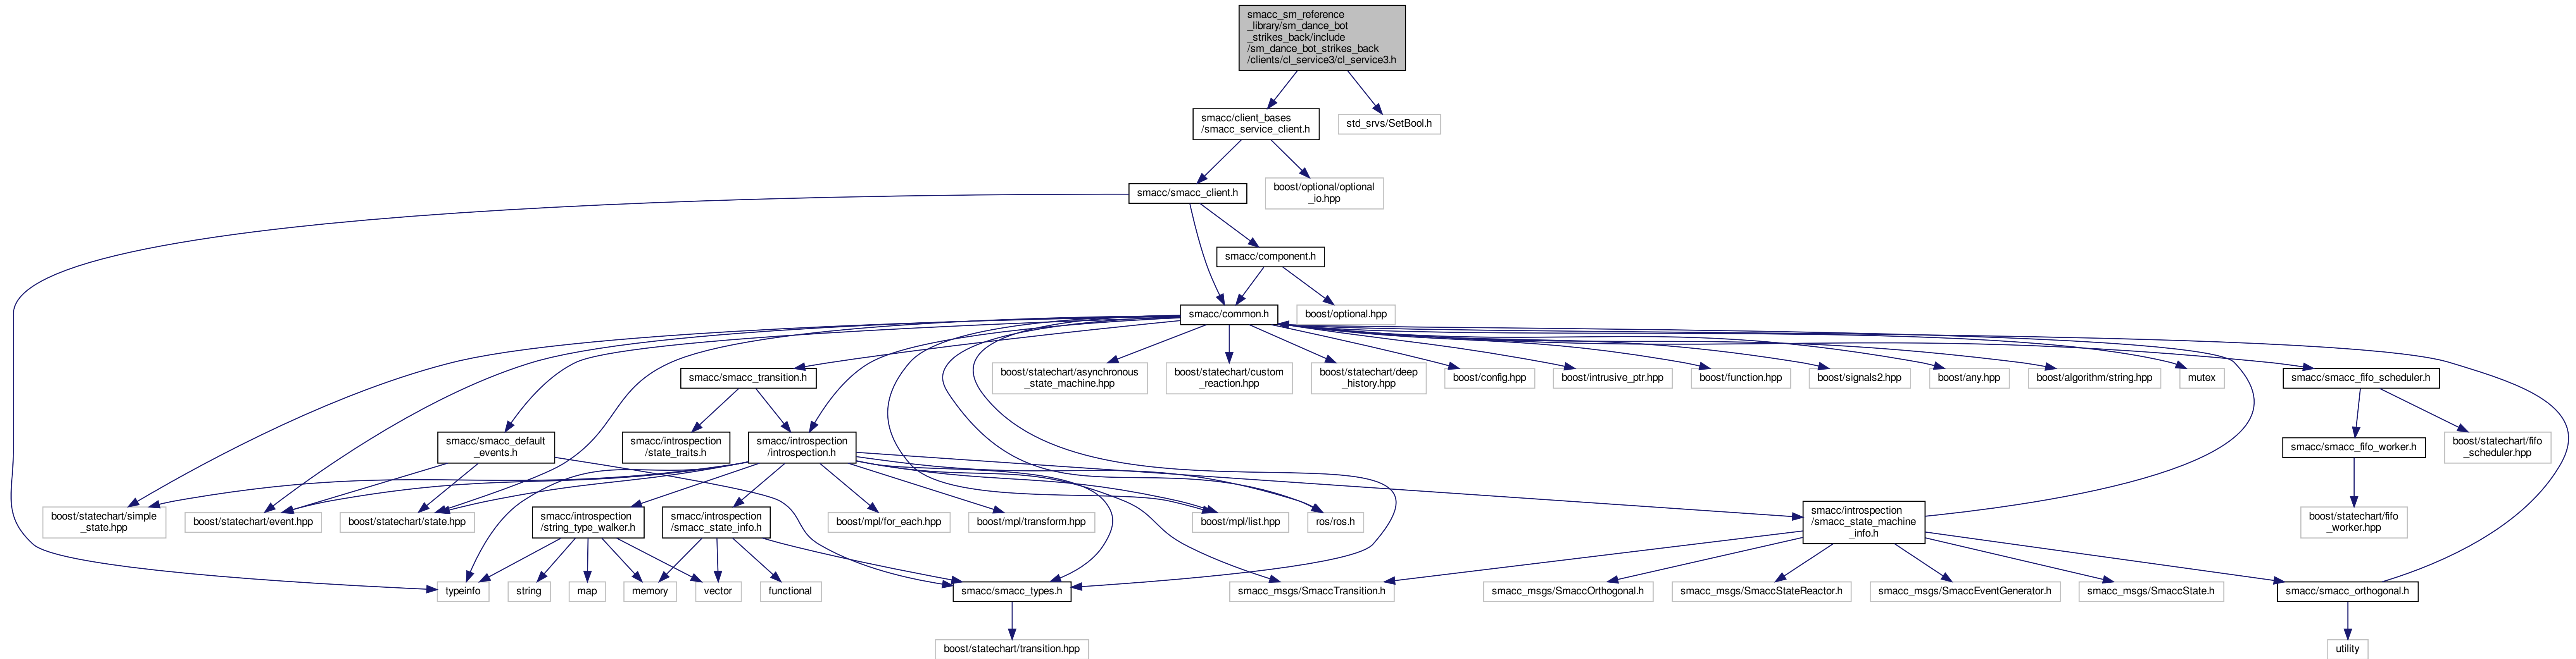 smacc_sm_reference
_library/sm_dance_bot
_strikes_back/include
/sm_dance_bot_strikes_back
/clients/cl_service3/cl_service3.h
smacc/client_bases
/smacc_service_client.h
std_srvs/SetBool.h
smacc/smacc_client.h
boost/optional/optional
_io.hpp
smacc/component.h
smacc/common.h
boost/optional.hpp
smacc/smacc_transition.h
boost/statechart/asynchronous
_state_machine.hpp
boost/statechart/custom
_reaction.hpp
boost/statechart/deep
_history.hpp
boost/config.hpp
boost/intrusive_ptr.hpp
boost/function.hpp
boost/signals2.hpp
boost/any.hpp
boost/algorithm/string.hpp
mutex
smacc/smacc_fifo_scheduler.h
smacc/smacc_default
_events.h
smacc/introspection
/state_traits.h
smacc/introspection
/introspection.h
smacc/smacc_fifo_worker.h
boost/statechart/fifo
_scheduler.hpp
boost/statechart/simple
_state.hpp
boost/statechart/event.hpp
boost/statechart/state.hpp
smacc/introspection
/string_type_walker.h
smacc/introspection
/smacc_state_info.h
boost/mpl/for_each.hpp
boost/mpl/transform.hpp
boost/mpl/list.hpp
ros/ros.h
smacc/introspection
/smacc_state_machine
_info.h
boost/statechart/fifo
_worker.hpp
typeinfo
string
map
memory
vector
functional
smacc/smacc_types.h
smacc_msgs/SmaccTransition.h
smacc_msgs/SmaccOrthogonal.h
smacc_msgs/SmaccStateReactor.h
smacc_msgs/SmaccEventGenerator.h
smacc_msgs/SmaccState.h
smacc/smacc_orthogonal.h
boost/statechart/transition.hpp
utility